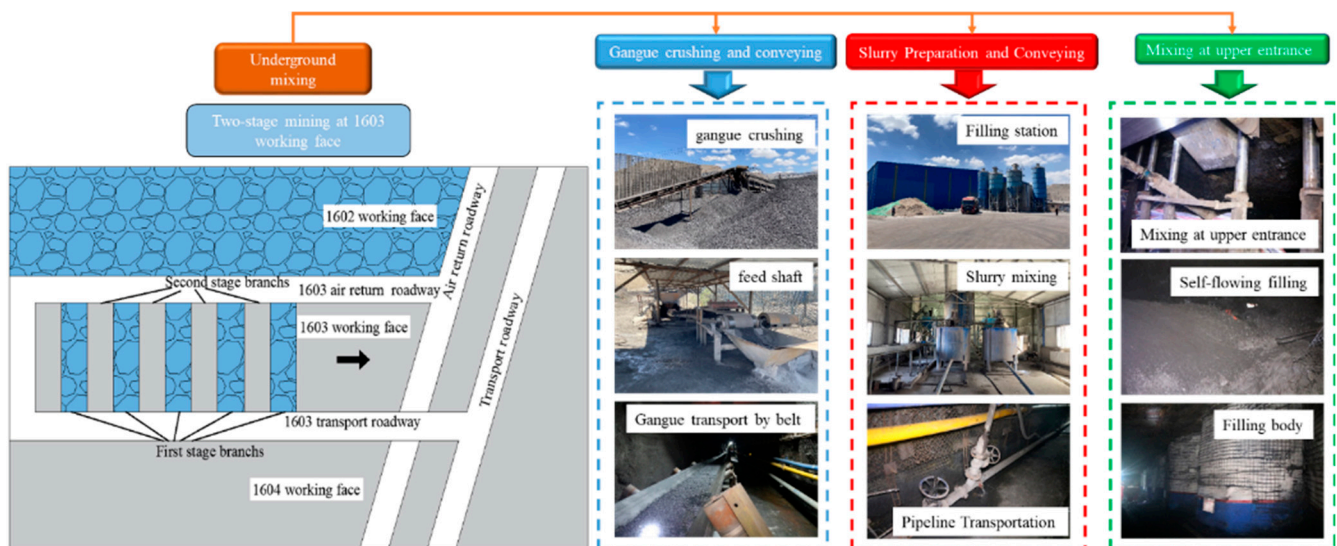 Underground
mixing
Gangue crushing and conveying
Slurry Preparation and Conveying
Mixing at upper entrance
Two-stage mining at 1603
working face
1602 working face
Air return roadway
Second stage branchs
1603 air return roadway
1603 working face
Transport roadway
1603 transport roadway
First stage branchs
1604 working face
gangue crushing
feed shaft
Gangue transport by belt
Filling station
Slurry mixing
Pipeline Transportation
Mixing at upper entrance
Self-flowing filling
Filling body